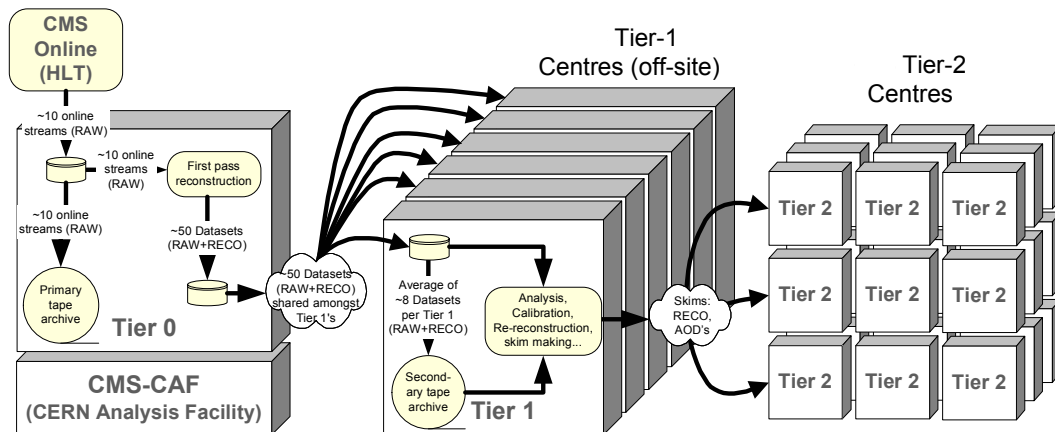 CMS
Online
(HLT)
~10 online
streams (RAW)
~10 online
streams
(RAW)
First pass
reconstruction
~10 online
streams (RAW)
~50 Datasets
(RAW+RECO)
Primary
tape
archive
Tier 0
CMS-CAF
(CERN Analysis Facility)
~50 Datasets
(RAW+RECO)
shared amongst
Tier 1's
Tier-1
Centres (off-site)
Average of
~8 Datasets
per Tier 1
(RAW+RECO)
Analysis,
Calibration,
Re-reconstruction,
skim making...
Second-
ary tape
archive
Tier 1
Skims:
RECO,
AOD's
Tier-2
Centres
Tier 2
Tier 2
Tier 2
Tier 2
Tier 2
Tier 2
Tier 2
Tier 2
Tier 2